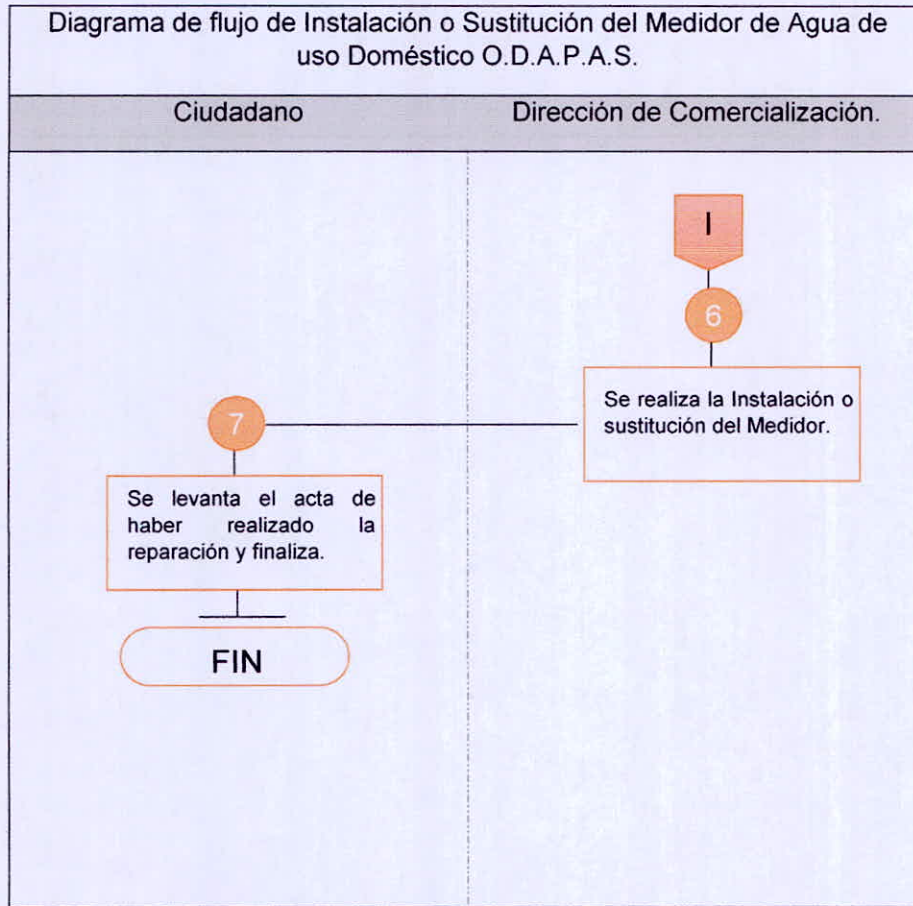 Diagrama de flujo de Instalación o Sustitución del Medidor de Agua de
uso Doméstico O.D.A.P.A.S.
Ciudadano
Dirección de Comercialización.
I
6
Se realiza la Instalación o
sustitución del Medidor.
7
Se levanta el acta de
haber realizado la
reparación y finaliza.
FIN